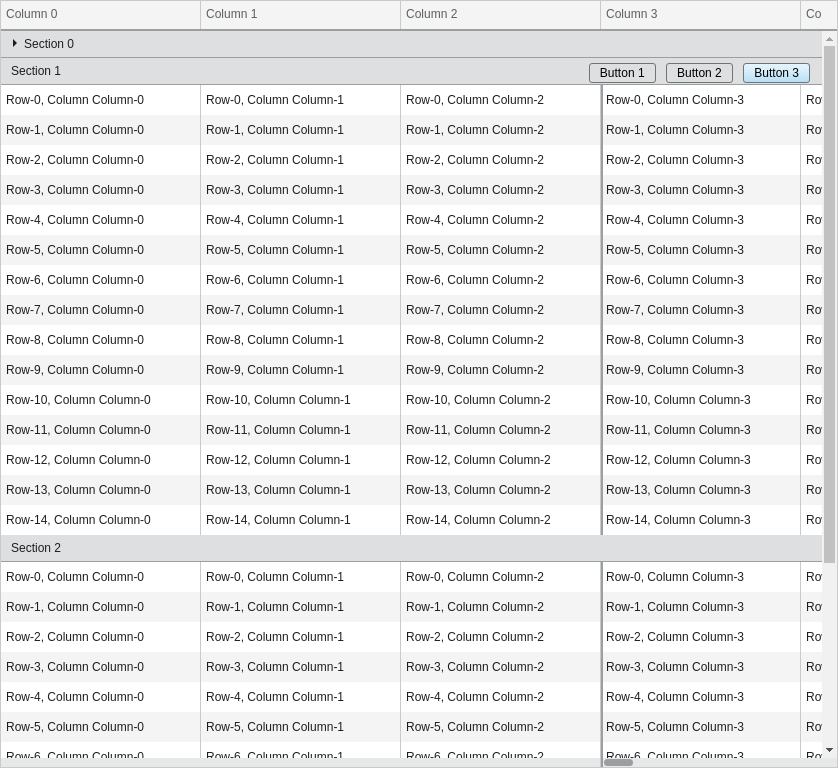 Column 0 Column 1 Column 2 Column 3 Co
Section 0
Section 1 Button 1 Button 2 Button 3
Row-0, Column Column-0 Row-0, Column Column-1 Row-0, Column Column-2 Row-0, Column Column-3 Ro
Row-1, Column Column-0 Row-1, Column Column-1 Row-1, Column Column-2 Row-1, Column Column-3 Ro
Row-2, Column Column-0 Row-2, Column Column-1 Row-2, Column Column-2 Row-2, Column Column-3 Ro
Row-3, Column Column-0 Row-3, Column Column-1 Row-3, Column Column-2 Row-3, Column Column-3 Ro
Row-4, Column Column-0 Row-4, Column Column-1 Row-4, Column Column-2 Row-4, Column Column-3 Ro
Row-5, Column Column-0 Row-5, Column Column-1 Row-5, Column Column-2 Row-5, Column Column-3 Ro
Row-6, Column Column-0 Row-6, Column Column-1 Row-6, Column Column-2 Row-6, Column Column-3 Ro
Row-7, Column Column-0 Row-7, Column Column-1 Row-7, Column Column-2 Row-7, Column Column-3 Ro
Row-8, Column Column-0 Row-8, Column Column-1 Row-8, Column Column-2 Row-8, Column Column-3 Ro
Row-9, Column Column-0 Row-9, Column Column-1 Row-9, Column Column-2 Row-9, Column Column-3 Ro
Row-10, Column Column-0 Row-10, Column Column-1 Row-10, Column Column-2 Row-10, Column Column-3 Ro
Row-11, Column Column-0 Row-11, Column Column-1 Row-11, Column Column-2 Row-11, Column Column-3 Ro
Row-12, Column Column-0 Row-12, Column Column-1 Row-12, Column Column-2 Row-12, Column Column-3 Ro
Row-13, Column Column-0 Row-13, Column Column-1 Row-13, Column Column-2 Row-13, Column Column-3 Ro
Row-14, Column Column-0 Row-14, Column Column-1 Row-14, Column Column-2 Row-14, Column Column-3 Ro
Section 2
Row-0, Column Column-0 Row-0, Column Column-1 Row-0, Column Column-2 Row-0, Column Column-3 Ro
Row-1, Column Column-0 Row-1, Column Column-1 Row-1, Column Column-2 Row-1, Column Column-3 Ro
Row-2, Column Column-0 Row-2, Column Column-1 Row-2, Column Column-2 Row-2, Column Column-3 Ro
Row-3, Column Column-0 Row-3, Column Column-1 Row-3, Column Column-2 Row-3, Column Column-3 Ro
Row-4, Column Column-0 Row-4, Column Column-1 Row-4, Column Column-2 Row-4, Column Column-3 Ro
Row-5, Column Column-0 Row-5, Column Column-1 Row-5, Column Column-2 Row-5, Column Column-3 Ro
Row-6, Column Column-0 Row-6, Column Column-1 Row-6, Column Column-2 Row-6, Column Column-3 Ro